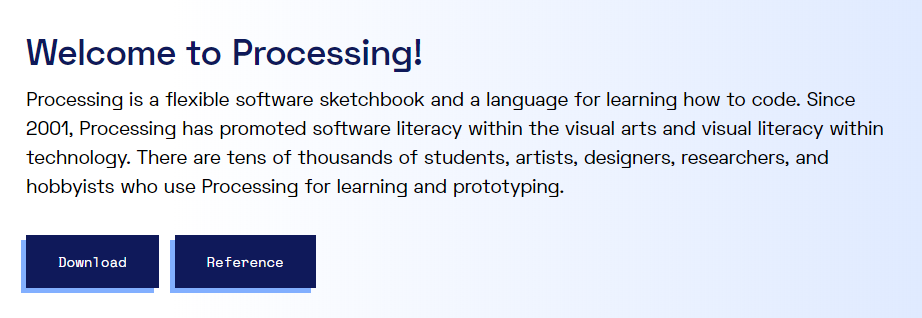 Welcome to Processing!
Processing is a flexible software sketchbook and a language for learning how to code. Since
2001, Processing has promoted software literacy within the visual arts and visual literacy within
technology. There are tens of thousands of students, artists, designers, researchers, and
hobbyists who use Processing for learning and prototyping.
Download
Reference